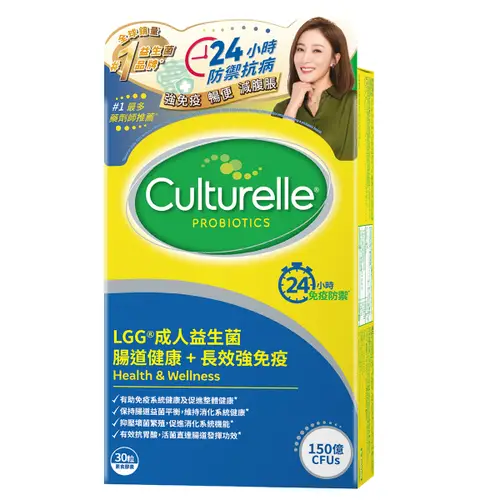 全球銷量
#1 益生菌
品牌^
24小時
防禦抗病
強免疫 暢便 減腹脹
#1 最多
藥劑師推薦
Culturelle®
PROBIOTICS
24小時
免疫防禦
LGG®成人益生菌
腸道健康+長效強免疫
Health & Wellness
✓有助免疫系統健康及促進整體健康*
✓保持腸道益菌平衡,維持消化系統健康*
✓抑壓壞菌繁殖,促進消化系統機能*
✓有效抗胃酸,活菌直達腸道發揮功效*
30粒
素食膠囊
150億
CFUs